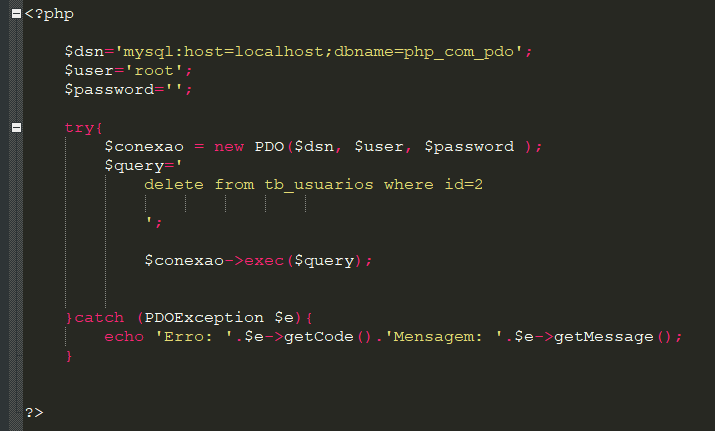 <?php
$dsn='mysql:host=localhost;dbname=php_com_pdo';
$user='root';
$password='';
try{
$conexao = new PDO($dsn, $user, $password );
$query='
delete from tb_usuarios where id=2
';
$conexao->exec($query);
}catch (PDOException $e){
echo 'Erro: '.$e->getCode().'Mensagem: '.$e->getMessage();
}
?>